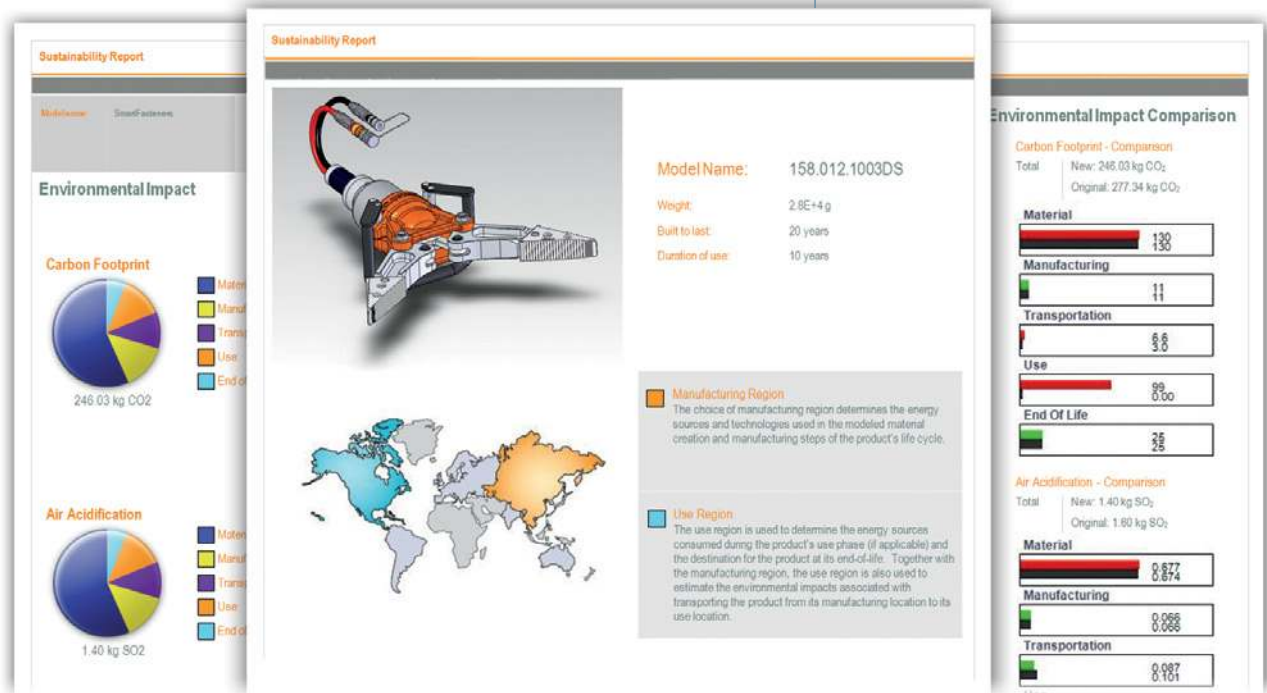 Sustainability Report
Model Name: SmartFasteners
Environmental Impact
Carbon Footprint
Use
246.03 kg CO2
Air Acidification
Use
1.40 kg SO2
Sustainability Report
Model Name: 158.012.1003DS
Weight: 2.8E+4 g
Built to last: 20 years
Duration of use: 10 years
Manufacturing Region
The choice of manufacturing region determines the energy
sources and technologies used in the modeled material
creation and manufacturing steps of the product's life cycle.
Use Region
The use region is used to determine the energy sources
consumed during the product's use phase (if applicable) and
the destination for the product at its end-of-life. Together with
the manufacturing region, the use region is also used to
estimate the environmental impacts associated with
transporting the product from its manufacturing location to its
use location.
Environmental Impact Comparison
Carbon Footprint - Comparison
Total New: 246.03 kg CO₂
Original: 277.34 kg CO₂
Material
130
130
Manufacturing
11
11
Transportation
6.6
3.0
Use
99
0.00
End Of Life
25
25
Air Acidification - Comparison
Total New: 1.40 kg SO₂
Original: 1.60 kg SO₂
Material
0.677
0.674
Manufacturing
0.066
0.066
Transportation
0.087
0.101